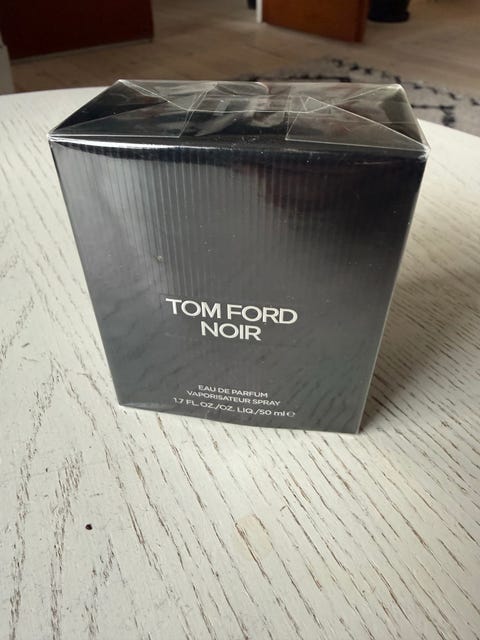 TOM FORD
NOIR
EAU DE PARFUM
VAPORISATEUR SPRAY
1.7 FL. OZ./OZ. LIQ./50 ml ℮